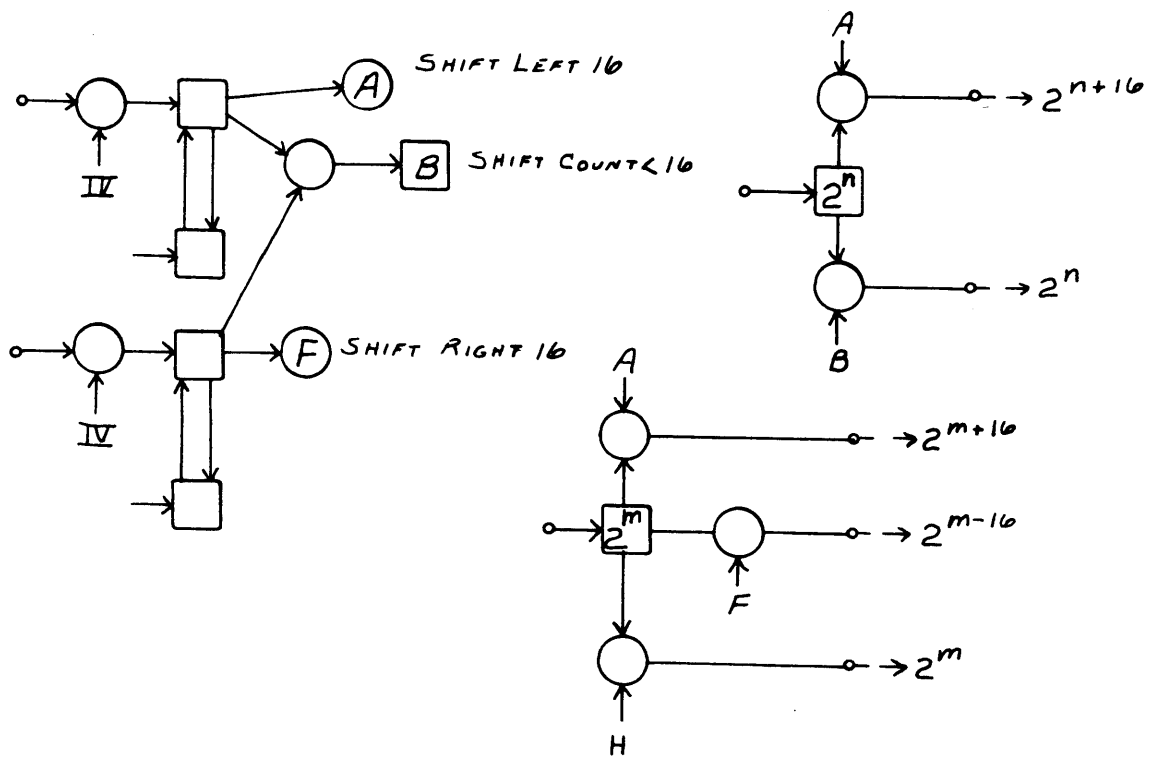 A SHIFT LEFT 16
IV
B SHIFT COUNT < 16
IV
F SHIFT RIGHT 16
A
2^n → 2^{n+16}
→ 2^n
B
A
→ 2^{m+16}
2^m → 2^{m-16}
F
→ 2^m
H